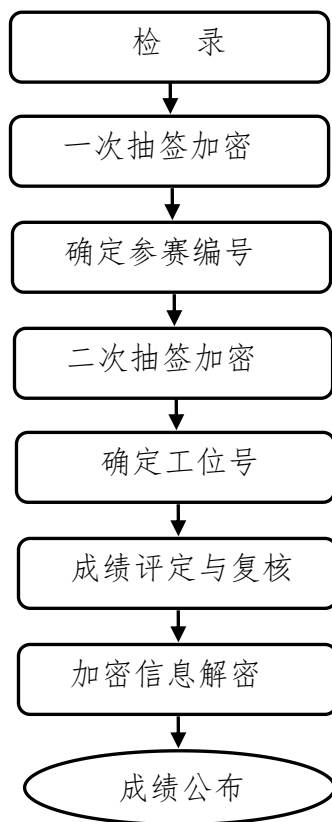 检 录
一次抽签加密
确定参赛编号
二次抽签加密
确定工位号
成绩评定与复核
加密信息解密
成绩公布